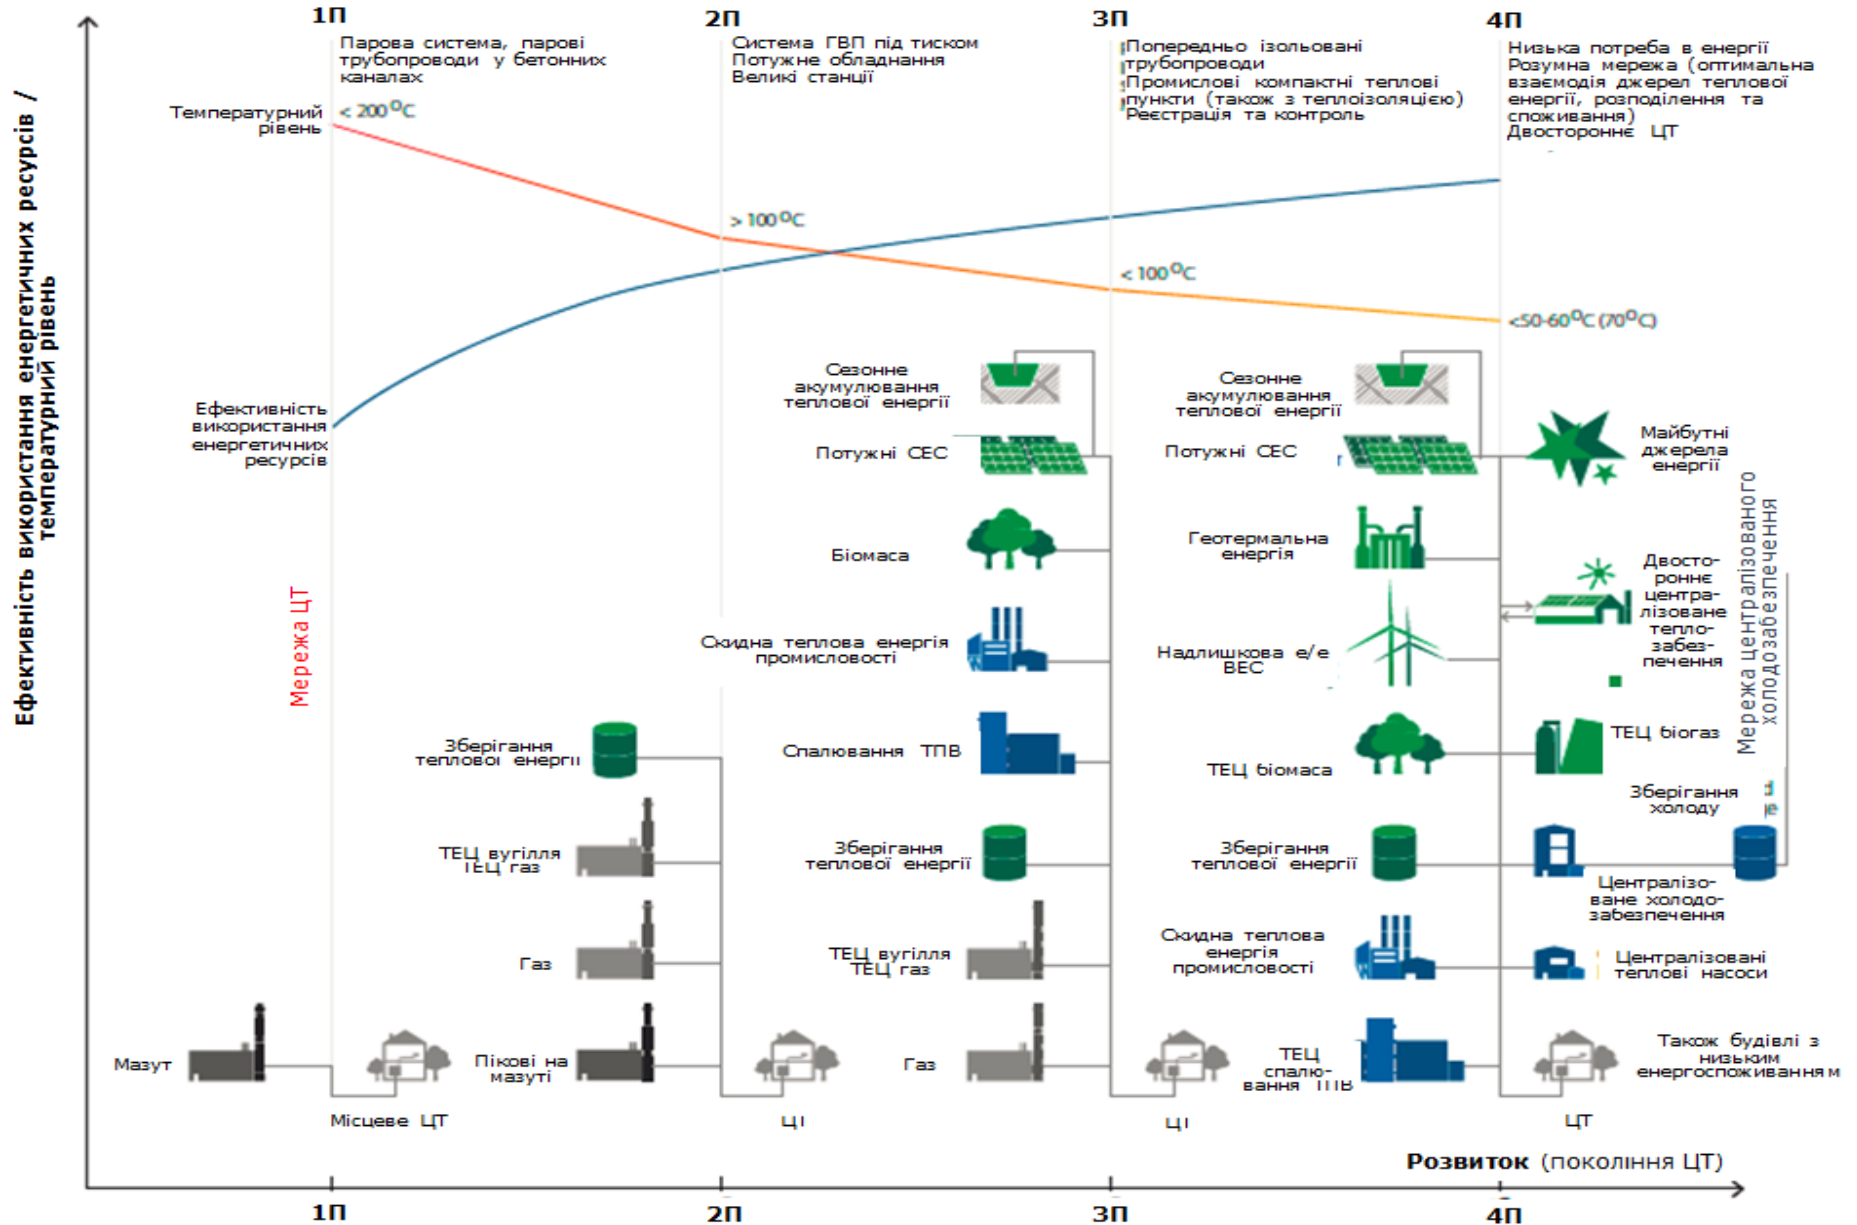 1П
2П
3П
4П
Парова система, парові
трубопроводи у бетонних
каналах
Система ГВП під тиском
Потужне обладнання
Великі станції
Попередньо ізольовані
трубопроводи
Промислові компактні теплові
пункти (також з теплоізоляцією)
Реєстрація та контроль
Низька потреба в енергії
Розумна мережа (оптимальна
взаємодія джерел теплової
енергії, розподілення та
споживання)
Двостороннє ЦТ
Ефективність використання енергетичних ресурсів /
температурний рівень
Температурний
рівень
< 200 °C
> 100 °C
< 100 °C
<50-60°C (70°C)
Ефективність
використання
енергетичних
ресурсів
Мережа ЦТ
Мазут
Місцеве ЦТ
Зберігання
теплової енергії
ТЕЦ вугілля
ТЕЦ газ
Газ
Пікові на
мазуті
ЦТ
Сезонне
акумулювання
теплової енергії
Потужні СЕС
Біомаса
Скидна теплова енергія
промисловості
Спалювання ТПВ
Зберігання
теплової енергії
ТЕЦ вугілля
ТЕЦ газ
Газ
ЦТ
Сезонне
акумулювання
теплової енергії
Потужні СЕС
Геотермальна
енергія
Надлишкова е/е
ВЕС
ТЕЦ біомаса
Зберігання
теплової енергії
Скидна теплова
енергія
промисловості
ТЕЦ
спалю-
вання ТПВ
Майбутні
джерела
енергії
Двосто-
роннє
центра-
лізоване
тепло-
забез-
печення
ТЕЦ біогаз
Зберігання
холоду
Централізо-
ване холодо-
забезпечення
Централізовані
теплові насоси
Також будівлі з
низьким
енергоспоживанням
ЦТ
Мережа централізованого
холодозабезпечення
Розвиток (покоління ЦТ)
1П
2П
3П
4П